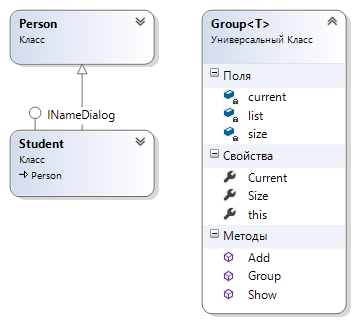 Person
Класс
INameDialog
Student
Класс
Person
Group<T>
Универсальный Класс
Поля
current
list
size
Свойства
Current
Size
this
Методы
Add
Group
Show